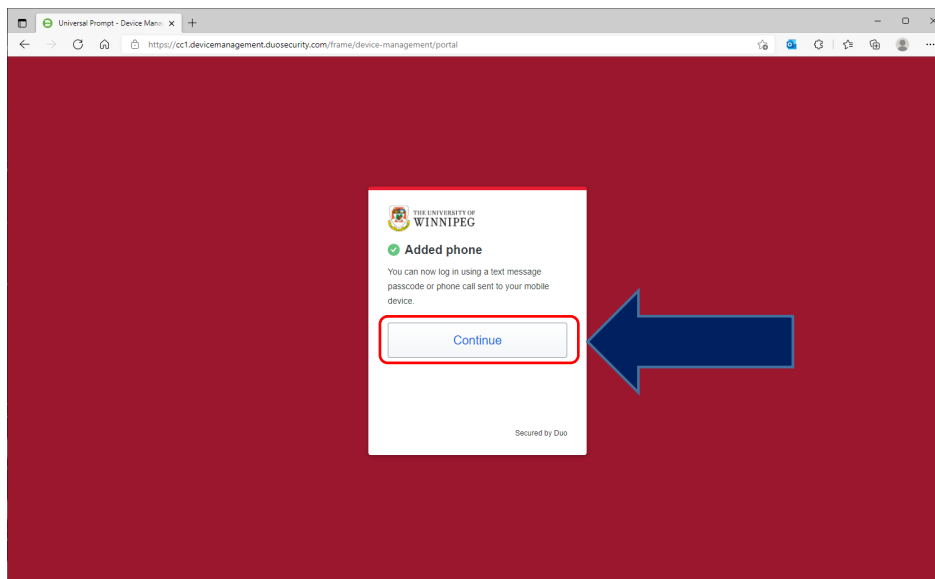 Universal Prompt - Device Mana
https://cc1.devicemanagement.duosecurity.com/frame/device-management/portal
THE UNIVERSITY OF
WINNIPEG
Added phone
You can now log in using a text message
passcode or phone call sent to your mobile
device.
Continue
Secured by Duo